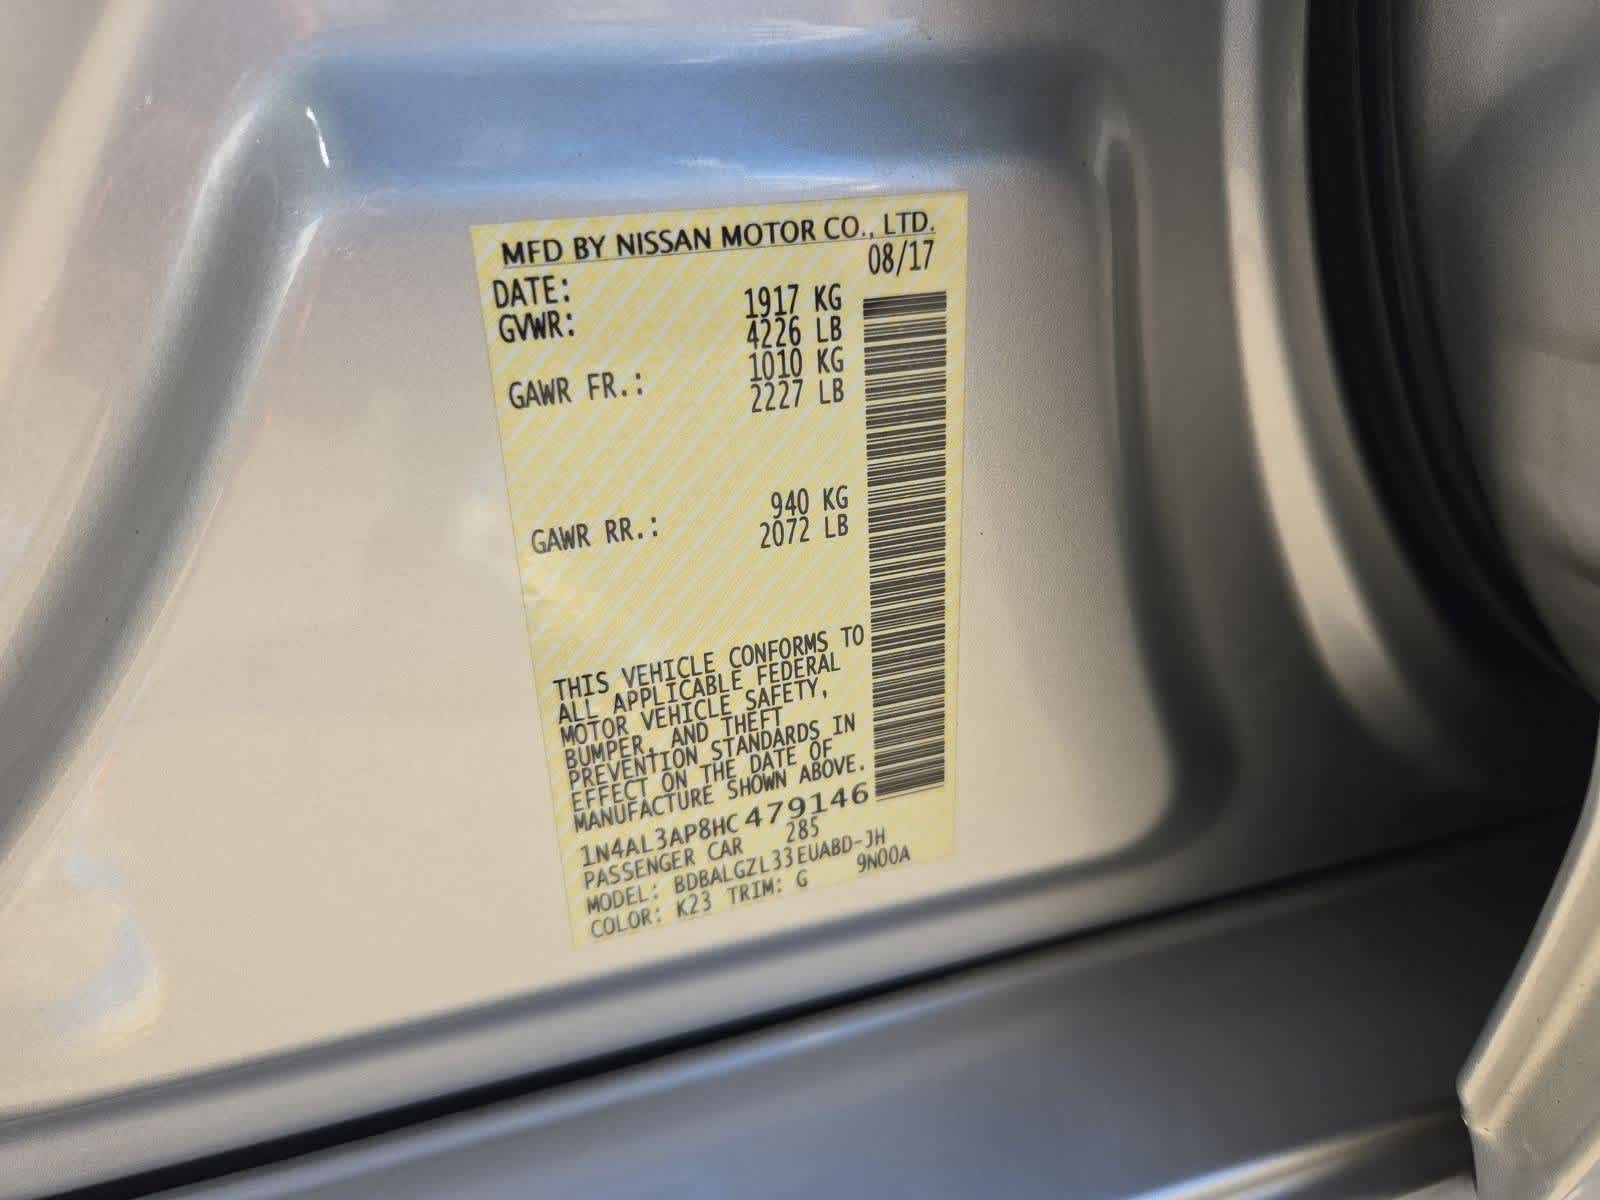 MFD BY NISSAN MOTOR CO., LTD.
DATE: 08/17
GVWR: 1917 KG
4226 LB
GAWR FR.: 1010 KG
2227 LB
GAWR RR.: 940 KG
2072 LB
THIS VEHICLE CONFORMS TO
ALL APPLICABLE FEDERAL
MOTOR VEHICLE SAFETY,
BUMPER, AND THEFT
PREVENTION STANDARDS IN
EFFECT ON THE DATE OF
MANUFACTURE SHOWN ABOVE.
1N4AL3AP8HC479146
PASSENGER CAR 285
MODEL: BDBALGZL33EUABD-JH
COLOR: K23 TRIM: G 9N00A